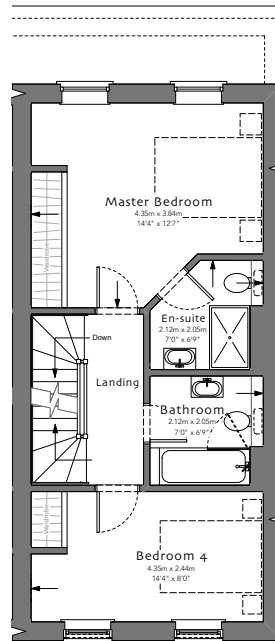 Master Bedroom
4.35m x 3.84m
14'4" x 12'7"
Wardrobe
En-suite
2.12m x 2.05m
7'0" x 6'9"
Down
Landing
Bathroom
2.12m x 2.05m
7'0" x 6'9"
Wardrobe
Bedroom 4
4.35m x 2.44m
14'4" x 8'0"